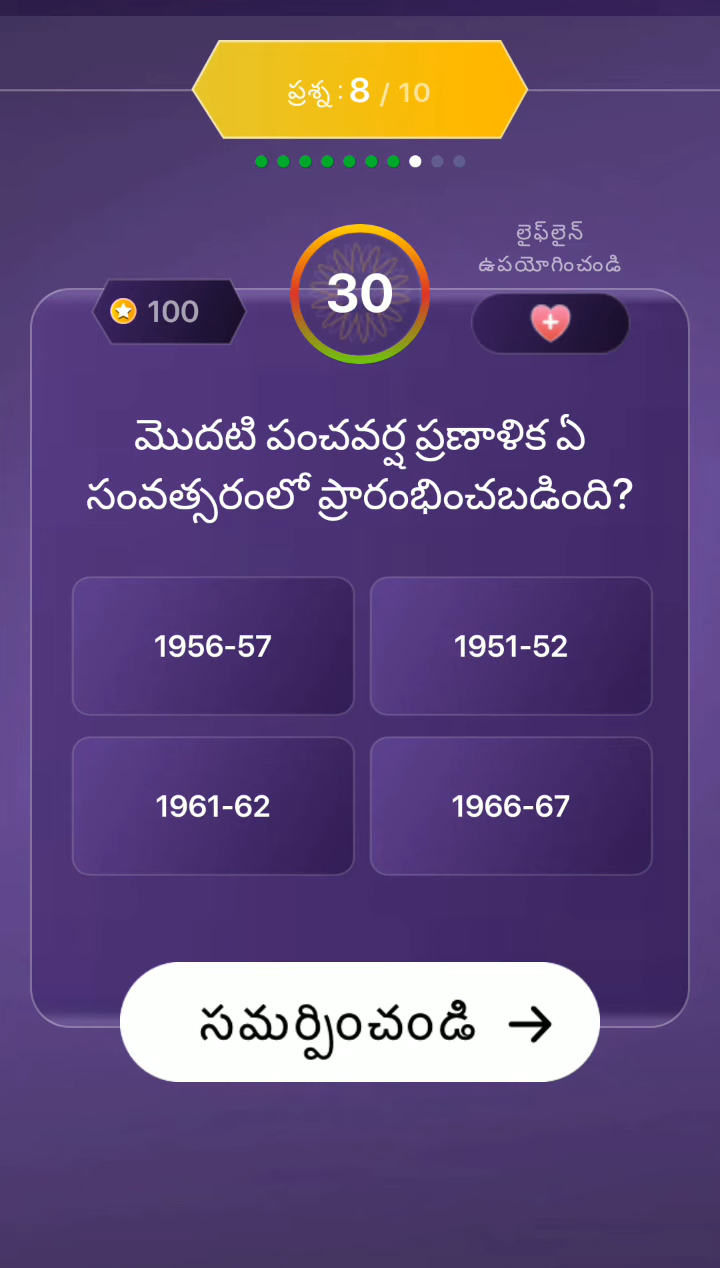 ప్రశ్న : 8 / 10
లైఫ్‌లైన్
ఉపయోగించండి
100
30
మొదటి పంచవర్ష ప్రణాళిక ఏ
సంవత్సరంలో ప్రారంభించబడింది?
1956-57
1951-52
1961-62
1966-67
సమర్పించండి →